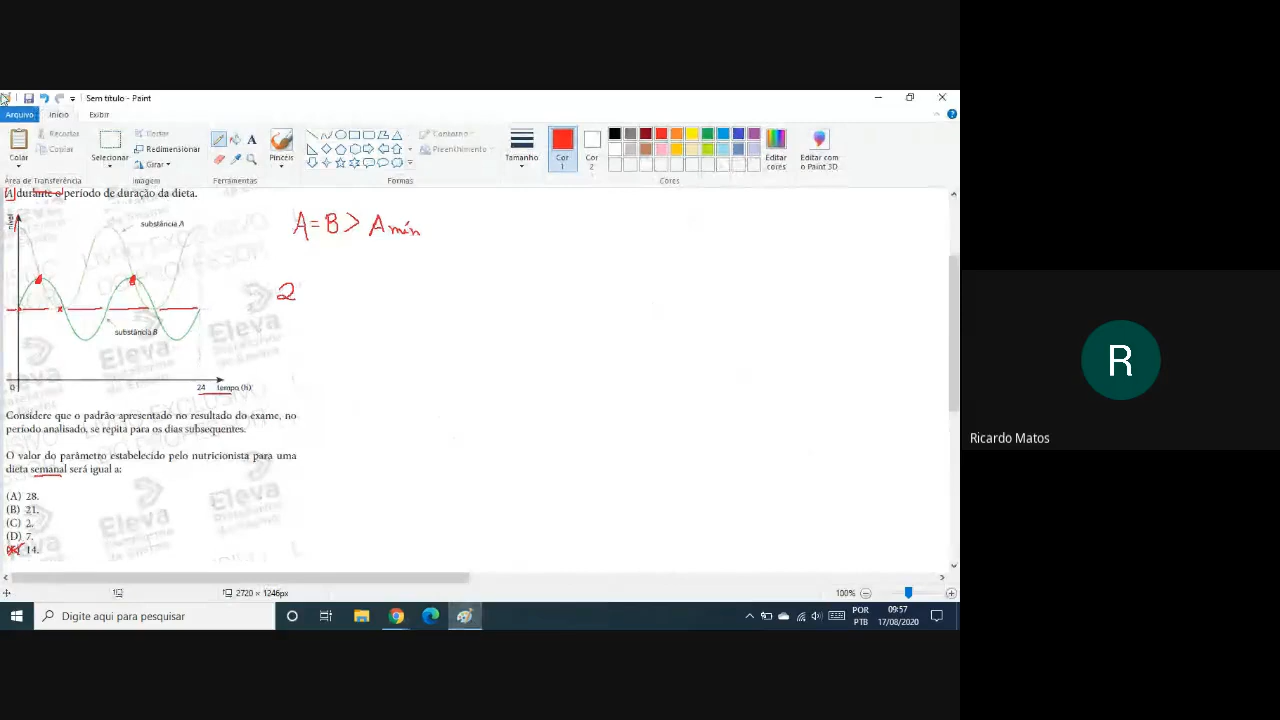 Sem título - Paint
Arquivo Início Exibir
Colar
Recortar
Copiar
Selecionar
Cortar
Redimensionar
Girar
A
Pincéis
Contorno
Preenchimento
Tamanho
Cor 1
Cor 2
Editar cores
Editar com o Paint 3D
Área de Transferência Imagem Ferramentas Formas Cores
A durante o período de duração da dieta.
nível
substância A
substância B
0 24 tempo (h)
A = B > A mín
2
Eleva
Eleva
Eleva
Eleva
Eleva
Considere que o padrão apresentado no resultado do exame, no
período analisado, se repita para os dias subsequentes.
O valor do parâmetro estabelecido pelo nutricionista para uma
dieta semanal será igual a:
(A) 28.
(B) 21.
(C) 2.
(D) 7.
14.
2720 × 1246px
100%
Digite aqui para pesquisar
POR
PTB
09:57
17/08/2020
R
Ricardo Matos